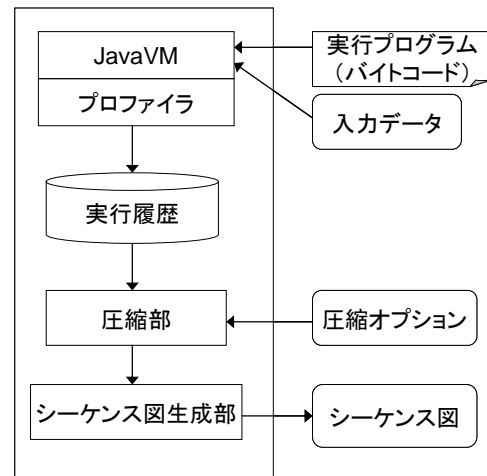 JavaVM
実行プログラム
(バイトコード)
プロファイラ
入力データ
実行履歴
圧縮部
圧縮オプション
シーケンス図生成部
シーケンス図